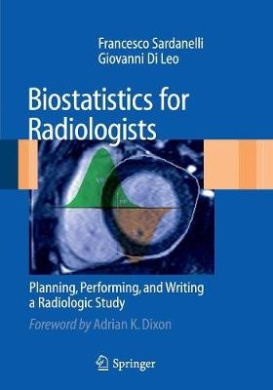 Francesco Sardanelli
Giovanni Di Leo
Biostatistics for
Radiologists
Planning, Performing, and Writing
a Radiologic Study
Foreword by Adrian K. Dixon
Springer